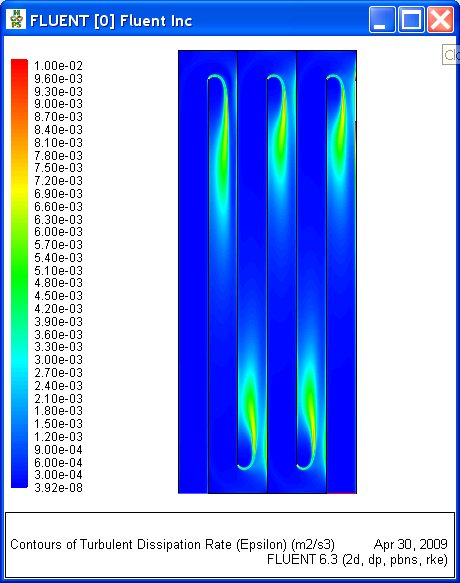 FLUENT [0] Fluent Inc
Clo
1.00e-02
9.60e-03
9.30e-03
9.00e-03
8.70e-03
8.40e-03
8.10e-03
7.80e-03
7.50e-03
7.20e-03
6.90e-03
6.60e-03
6.30e-03
6.00e-03
5.70e-03
5.40e-03
5.10e-03
4.80e-03
4.50e-03
4.20e-03
3.90e-03
3.60e-03
3.30e-03
3.00e-03
2.70e-03
2.40e-03
2.10e-03
1.80e-03
1.50e-03
1.20e-03
9.00e-04
6.00e-04
3.00e-04
3.92e-08
Contours of Turbulent Dissipation Rate (Epsilon) (m2/s3) Apr 30, 2009
FLUENT 6.3 (2d, dp, pbns, rke)